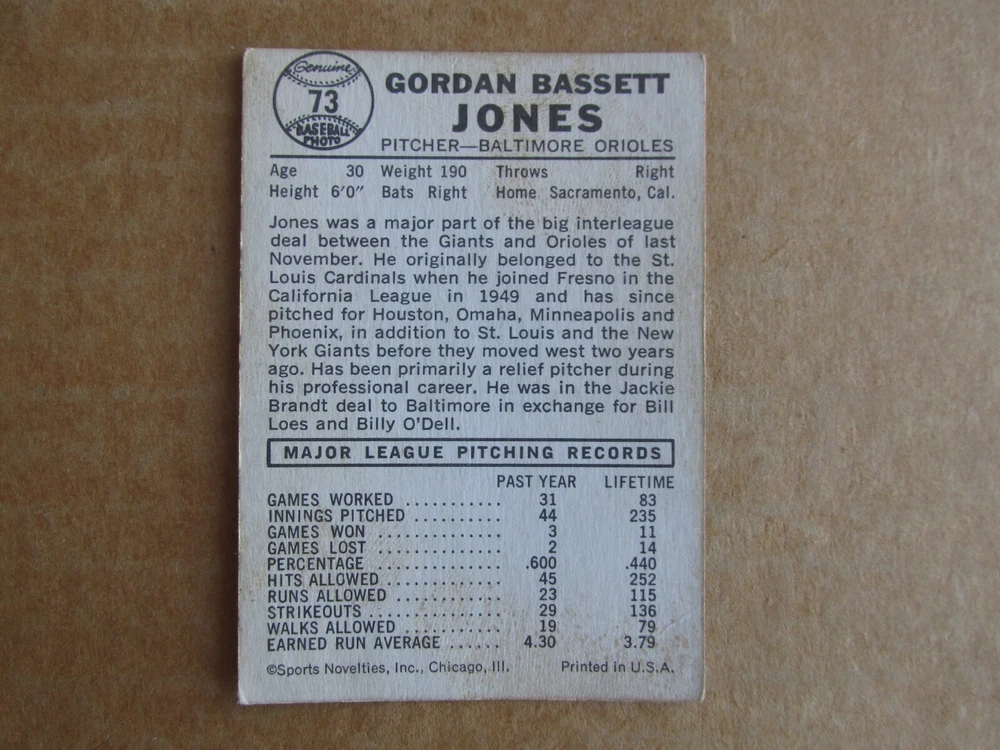 Genuine
73
BASEBALL
PHOTO
GORDAN BASSETT
JONES
PITCHER—BALTIMORE ORIOLES
Age 30 Weight 190 Throws Right
Height 6'0" Bats Right Home Sacramento, Cal.
Jones was a major part of the big interleague
deal between the Giants and Orioles of last
November. He originally belonged to the St.
Louis Cardinals when he joined Fresno in the
California League in 1949 and has since
pitched for Houston, Omaha, Minneapolis and
Phoenix, in addition to St. Louis and the New
York Giants before they moved west two years
ago. Has been primarily a relief pitcher during
his professional career. He was in the Jackie
Brandt deal to Baltimore in exchange for Bill
Loes and Billy O'Dell.
MAJOR LEAGUE PITCHING RECORDS
PAST YEAR LIFETIME
GAMES WORKED ........... 31 83
INNINGS PITCHED .......... 44 235
GAMES WON .............. 3 11
GAMES LOST .............. 2 14
PERCENTAGE .............. .600 .440
HITS ALLOWED ............ 45 252
RUNS ALLOWED ............ 23 115
STRIKEOUTS .............. 29 136
WALKS ALLOWED ........... 19 79
EARNED RUN AVERAGE ...... 4.30 3.79
©Sports Novelties, Inc., Chicago, Ill. Printed in U.S.A.